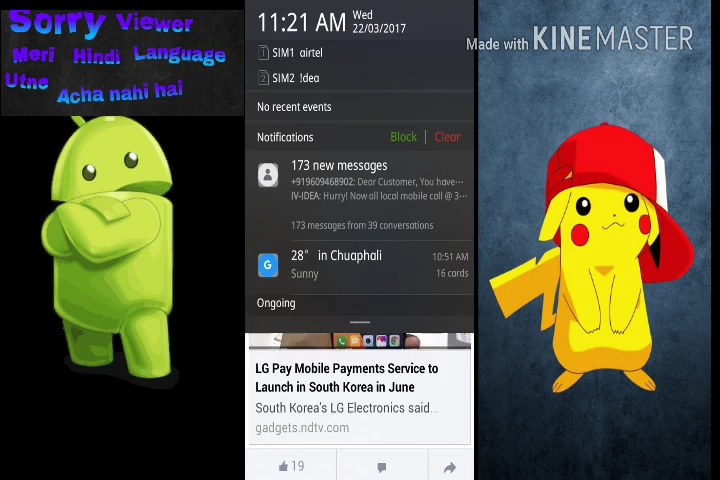 Sorry Viewer
Meri Hindi Language
Utne Acha nahi hai
11:21 AM Wed 22/03/2017
1 SIM1 airtel
2 SIM2 !dea
No recent events
Notifications Block | Clear
173 new messages
+919609468902: Dear Customer, You have···
IV-IDEA: Hurry! Now all local mobile call @ 3···
173 messages from 39 conversations
G 28° in Chuaphali 10:51 AM
Sunny 16 cards
Ongoing
LG Pay Mobile Payments Service to
Launch in South Korea in June
South Korea's LG Electronics said...
gadgets.ndtv.com
19
Made with KINEMASTER